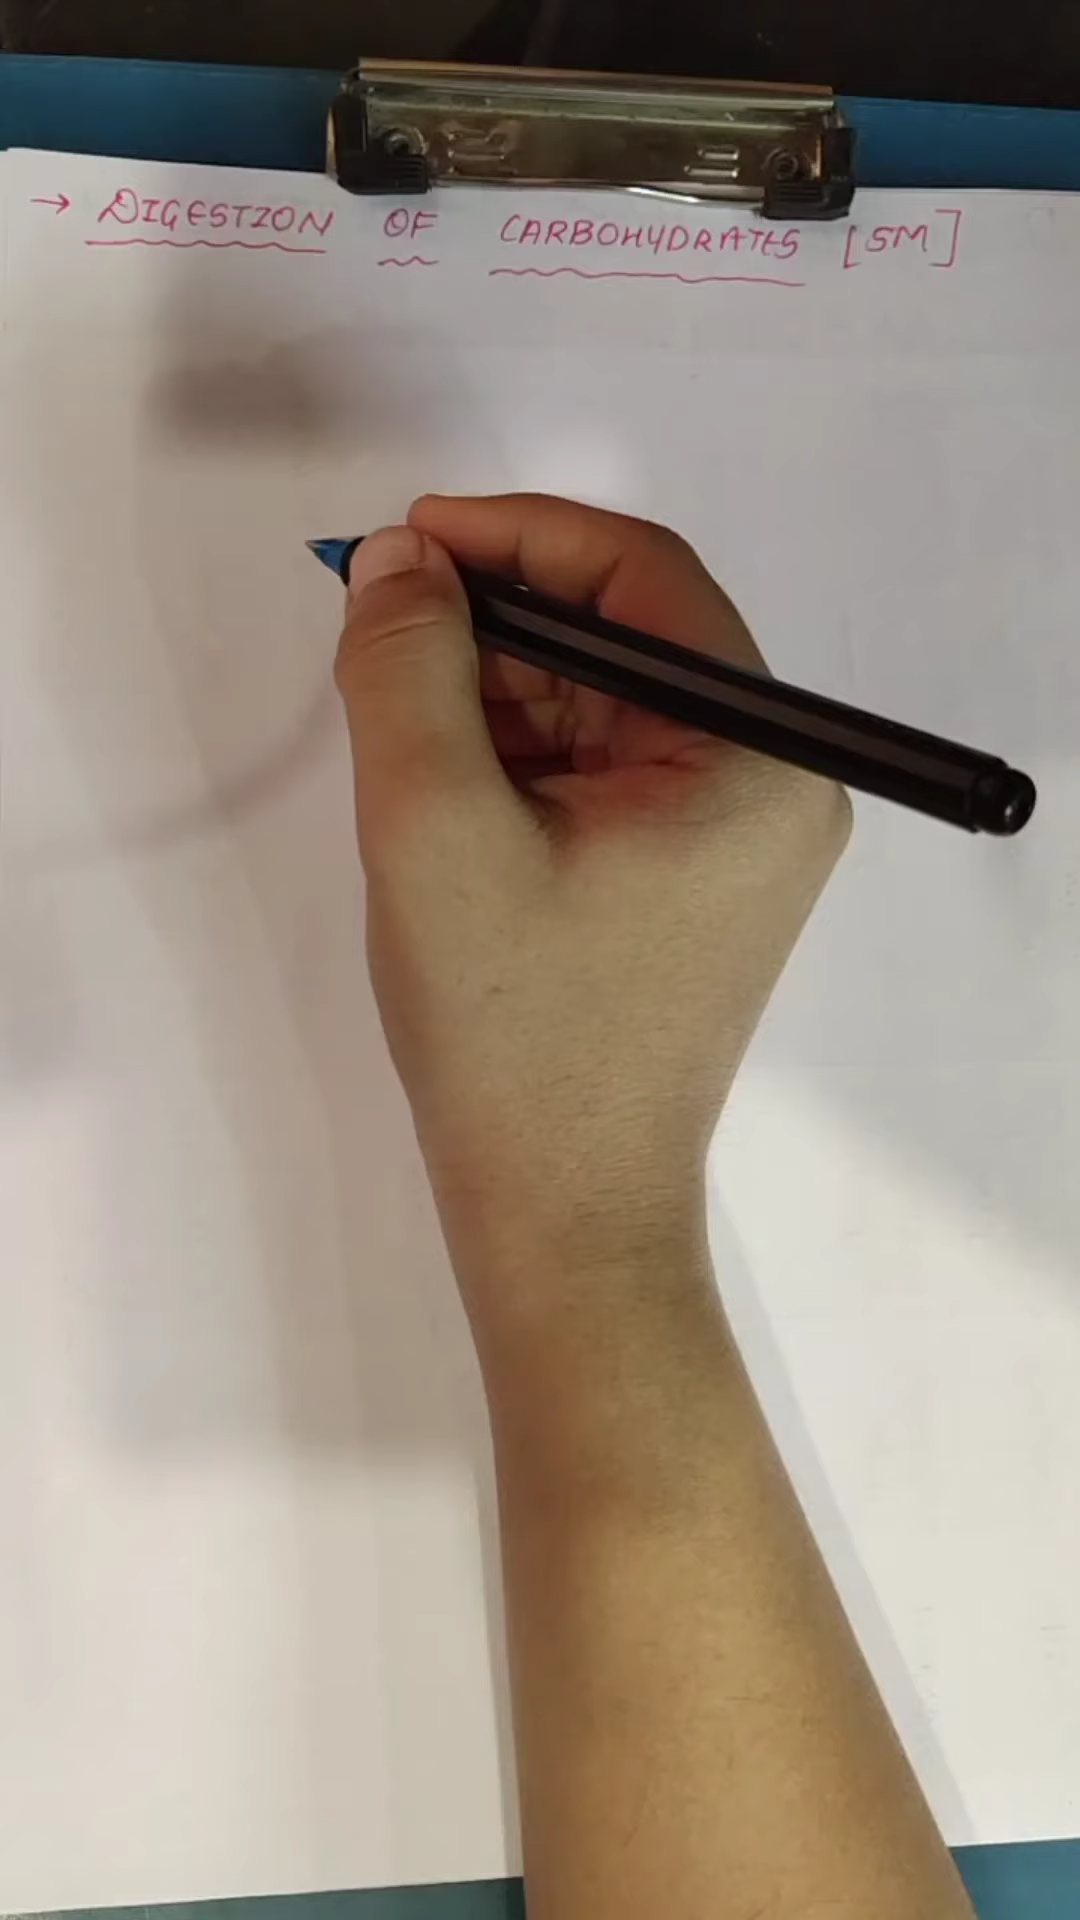 → DIGESTION OF CARBOHYDRATES [5M]